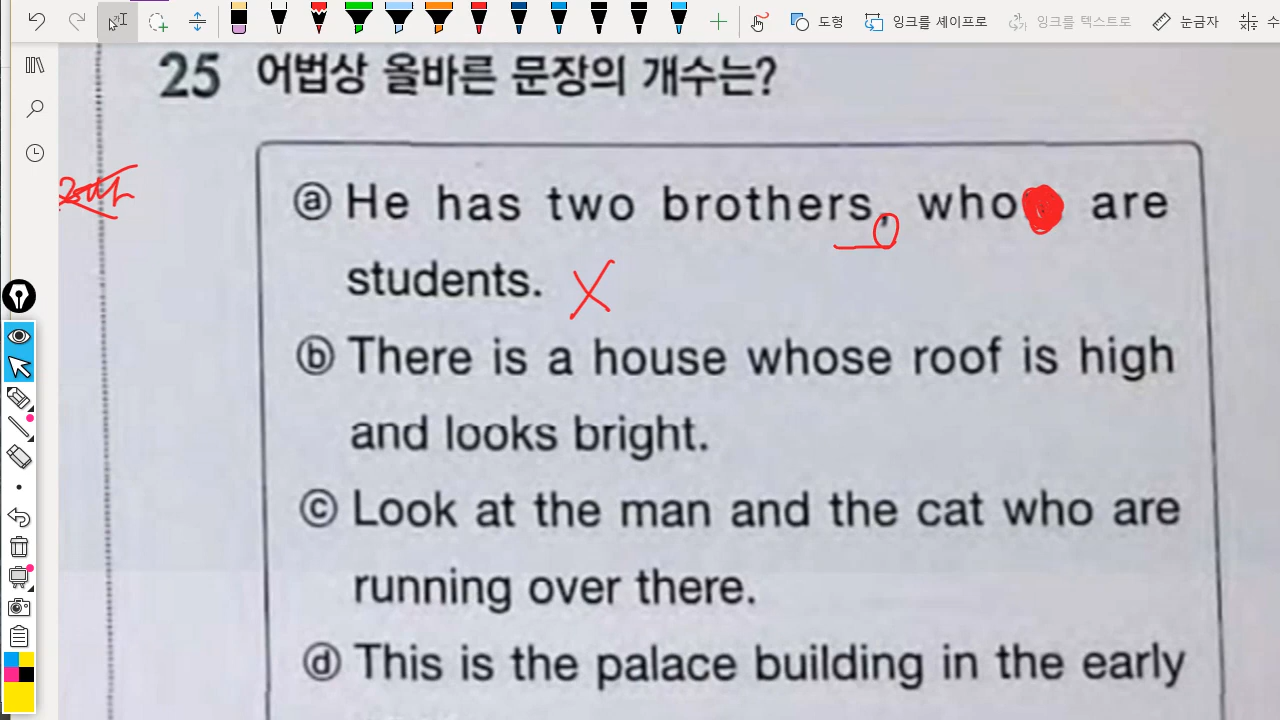 도형 잉크를 셰이프로 잉크를 텍스트로 눈금자 수
25 어법상 올바른 문장의 개수는?
ⓐ He has two brothers, who are
students. X
ⓑ There is a house whose roof is high
and looks bright.
ⓒ Look at the man and the cat who are
running over there.
ⓓ This is the palace building in the early